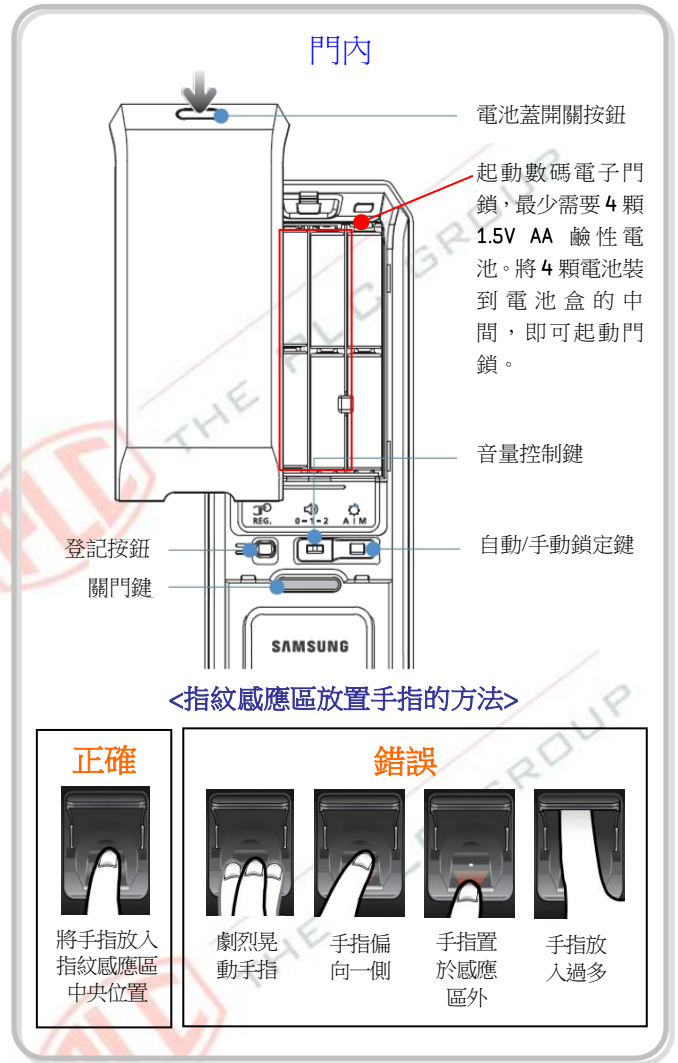 門內
電池蓋開關按鈕
起動數碼電子門
鎖，最少需要 4 顆
1.5V AA 鹼性電
池。將 4 顆電池裝
到電池盒的中
間，即可起動門
鎖。
音量控制鍵
REG.
0-1-2
A|M
登記按鈕
自動/手動鎖定鍵
關門鍵
SAMSUNG
<指紋感應區放置手指的方法>
正確
錯誤
將手指放入
指紋感應區
中央位置
劇烈晃
動手指
手指偏
向一側
手指置
於感應
區外
手指放
入過多
THE PLC GROUP
THE PLC GROUP
PLC